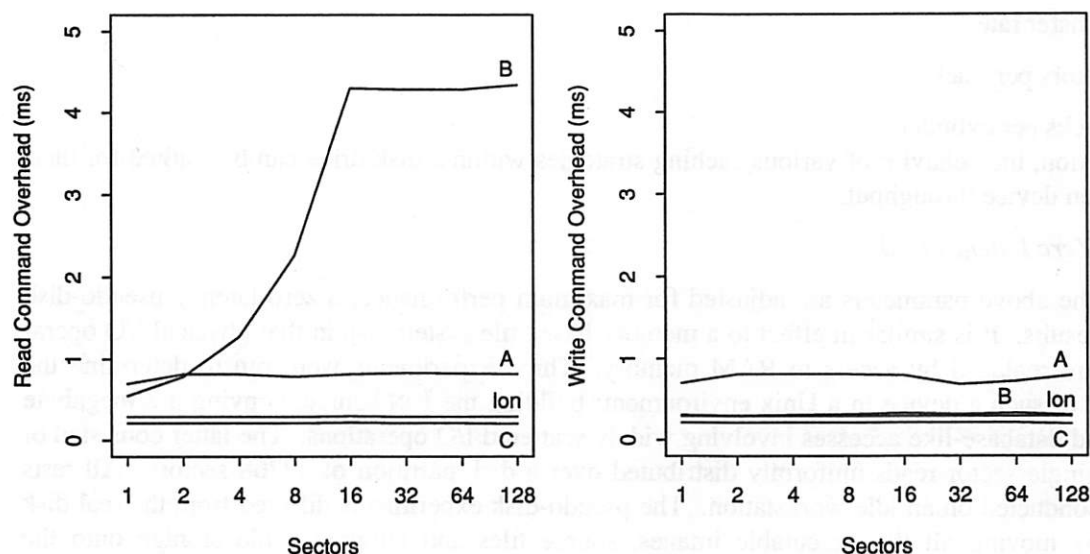 Read Command Overhead (ms)
5
4
3
2
1
0
B
A
Ion
C
1 2 4 8 16 32 64 128
Sectors
Write Command Overhead (ms)
5
4
3
2
1
0
A
B
Ion
C
1 2 4 8 16 32 64 128
Sectors